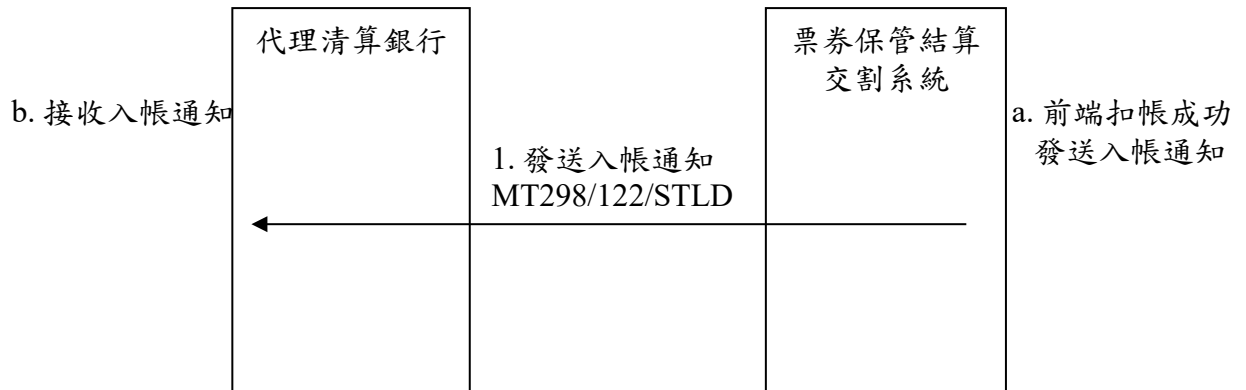 代理清算銀行
票券保管結算
交割系統
b. 接收入帳通知
a. 前端扣帳成功
發送入帳通知
1. 發送入帳通知
MT298/122/STLD